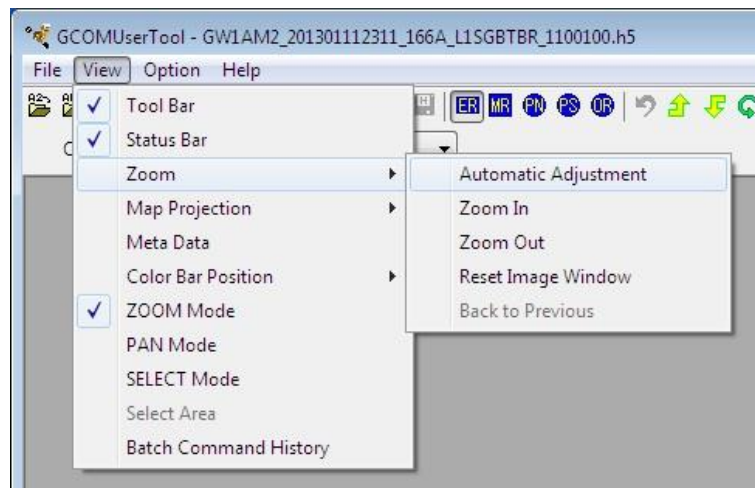 GCOMUserTool - GW1AM2_201301112311_166A_L1SGBTBR_1100100.h5
File View Option Help
ER MR PN PS OR
Tool Bar
Status Bar
Zoom
Map Projection
Meta Data
Color Bar Position
ZOOM Mode
PAN Mode
SELECT Mode
Select Area
Batch Command History
Automatic Adjustment
Zoom In
Zoom Out
Reset Image Window
Back to Previous